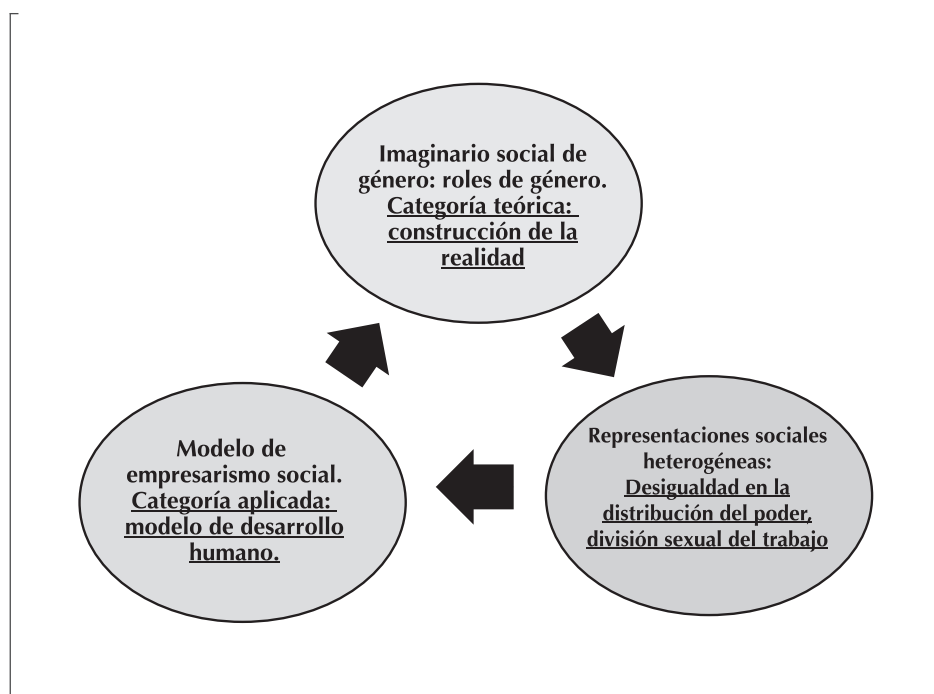 Imaginario social de
género: roles de género.
Categoría teórica:
construcción de la
realidad
Representaciones sociales
heterogéneas:
Desigualdad en la
distribución del poder,
división sexual del trabajo
Modelo de
empresarismo social.
Categoría aplicada:
modelo de desarrollo
humano.